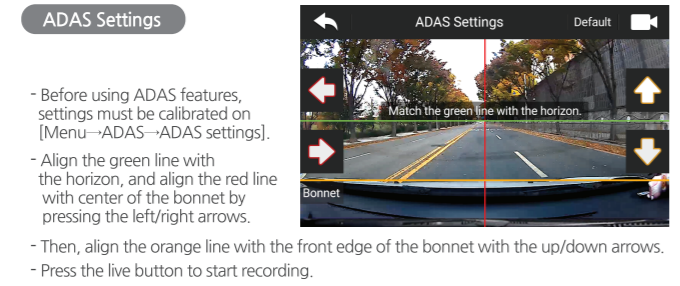 ADAS Settings
ADAS Settings Default
- Before using ADAS features,
settings must be calibrated on
[Menu→ADAS→ADAS settings].
Match the green line with the horizon.
- Align the green line with
the horizon, and align the red line
with center of the bonnet by
pressing the left/right arrows.
Bonnet
- Then, align the orange line with the front edge of the bonnet with the up/down arrows.
- Press the live button to start recording.